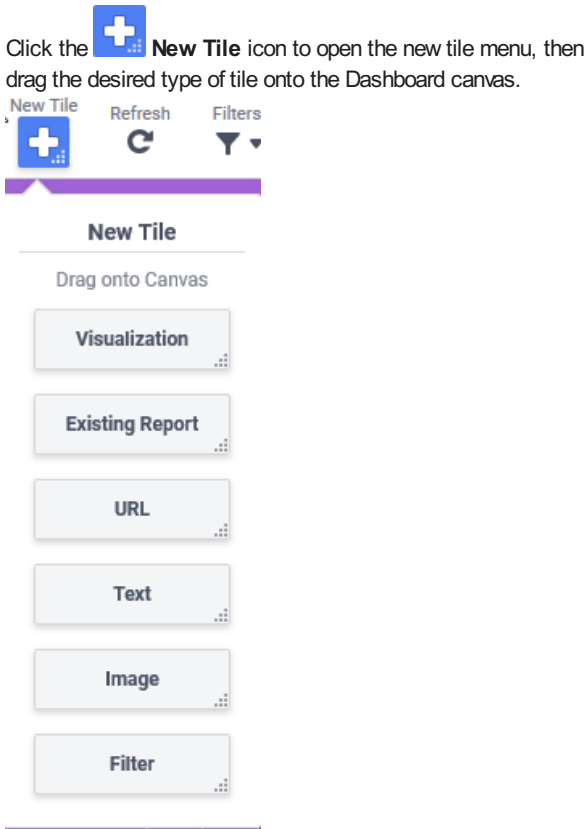 Click the New Tile icon to open the new tile menu, then
drag the desired type of tile onto the Dashboard canvas.
New Tile Refresh Filters
New Tile
Drag onto Canvas
Visualization
Existing Report
URL
Text
Image
Filter